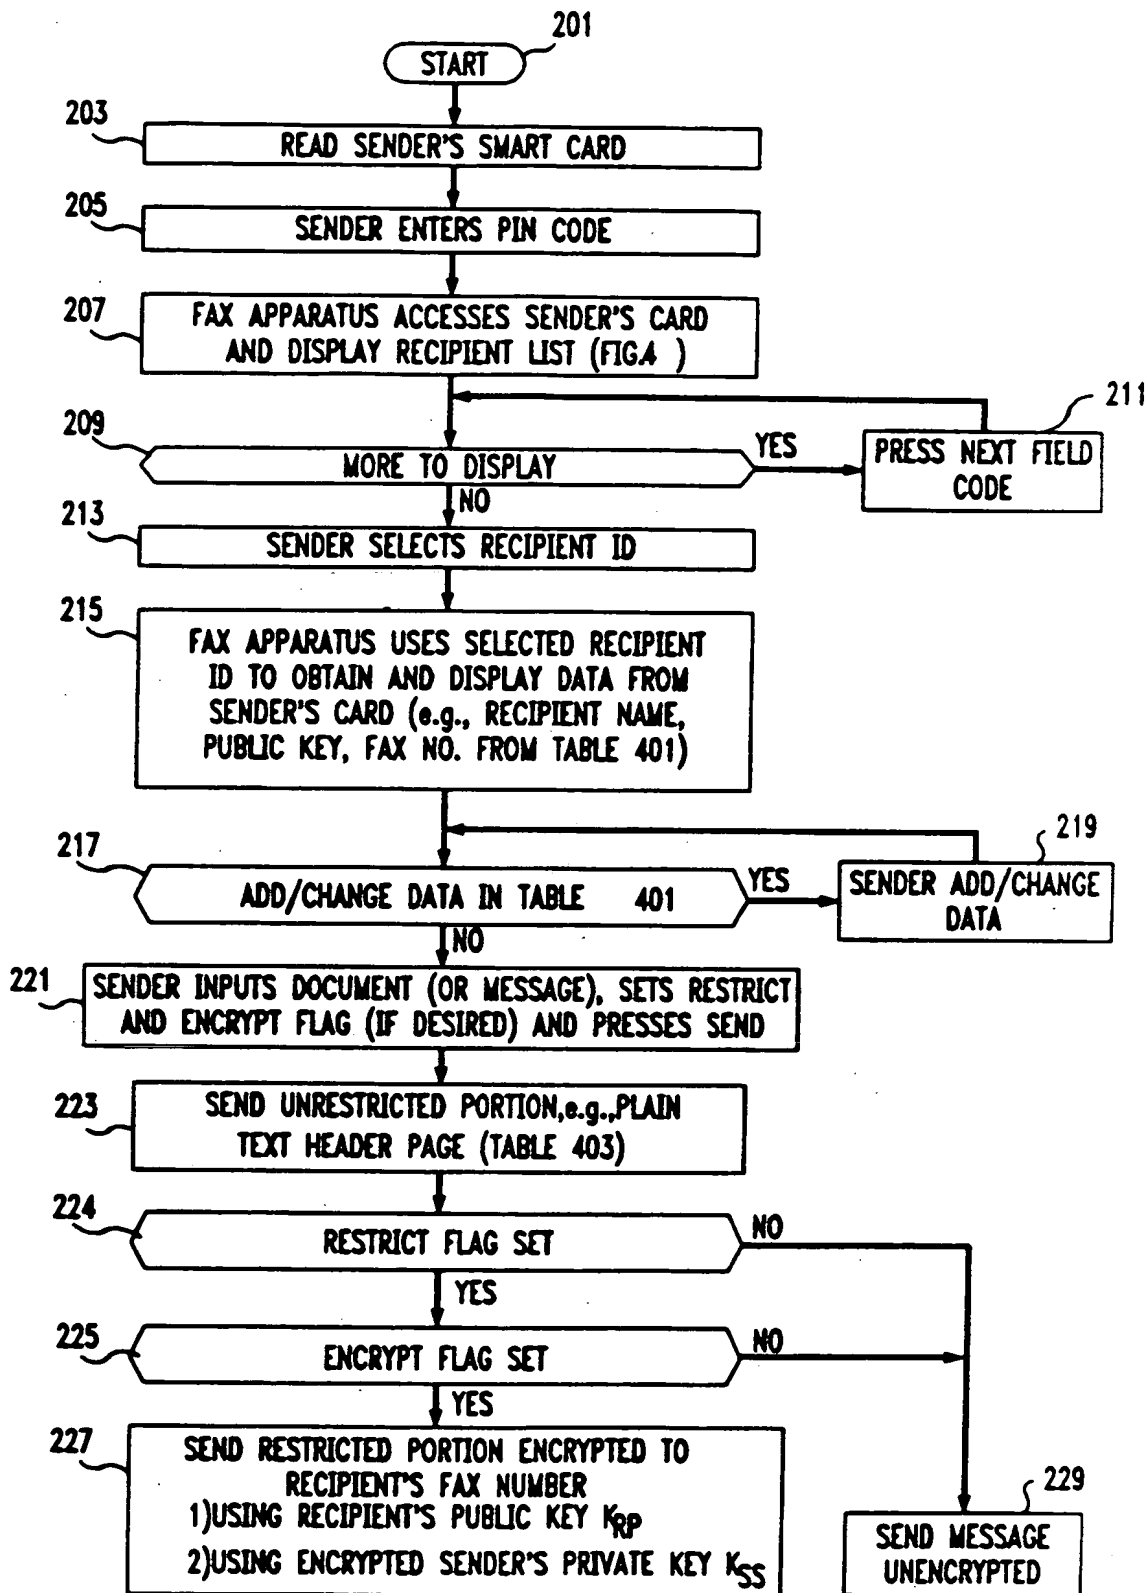 201
START
203
READ SENDER'S SMART CARD
205
SENDER ENTERS PIN CODE
207
FAX APPARATUS ACCESSES SENDER'S CARD
AND DISPLAY RECIPIENT LIST (FIG.4 )
211
209
MORE TO DISPLAY
YES
PRESS NEXT FIELD
CODE
NO
213
SENDER SELECTS RECIPIENT ID
215
FAX APPARATUS USES SELECTED RECIPIENT
ID TO OBTAIN AND DISPLAY DATA FROM
SENDER'S CARD (e.g., RECIPIENT NAME,
PUBLIC KEY, FAX NO. FROM TABLE 401)
219
217
ADD/CHANGE DATA IN TABLE 401
YES
SENDER ADD/CHANGE
DATA
NO
221
SENDER INPUTS DOCUMENT (OR MESSAGE), SETS RESTRICT
AND ENCRYPT FLAG (IF DESIRED) AND PRESSES SEND
223
SEND UNRESTRICTED PORTION,e.g.,PLAIN
TEXT HEADER PAGE (TABLE 403)
224
RESTRICT FLAG SET
NO
YES
225
ENCRYPT FLAG SET
NO
YES
227
SEND RESTRICTED PORTION ENCRYPTED TO
RECIPIENT'S FAX NUMBER
1)USING RECIPIENT'S PUBLIC KEY KRP
2)USING ENCRYPTED SENDER'S PRIVATE KEY KSS
229
SEND MESSAGE
UNENCRYPTED